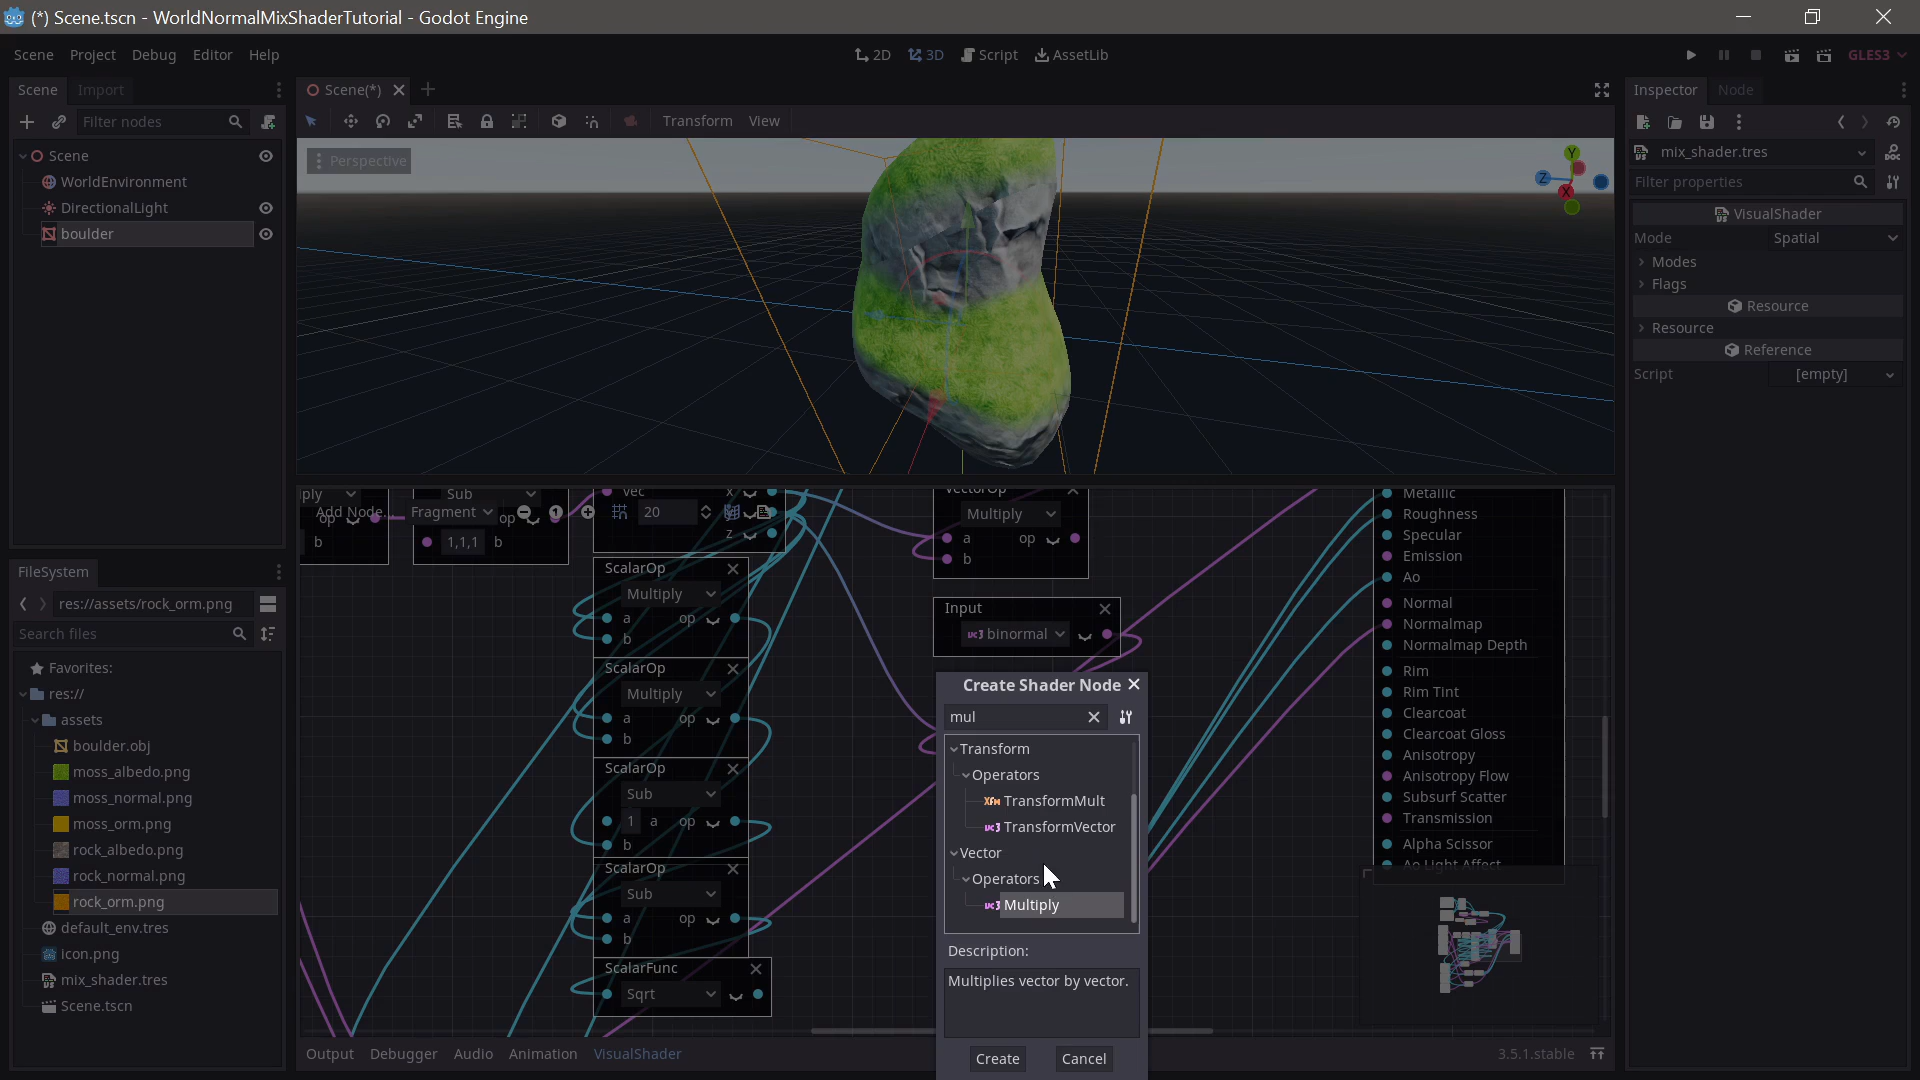 (*) Scene.tscn - WorldNormalMixShaderTutorial - Godot Engine
Scene Project Debug Editor Help
2D 3D Script AssetLib
GLES3
Scene Import
Filter nodes
Scene
WorldEnvironment
DirectionalLight
boulder
FileSystem
res://assets/rock_orm.png
Search files
Favorites:
res://
assets
boulder.obj
moss_albedo.png
moss_normal.png
moss_orm.png
rock_albedo.png
rock_normal.png
rock_orm.png
default_env.tres
icon.png
mix_shader.tres
Scene.tscn
Scene(*)
Transform View
Perspective
Y
Z
X
Add Node... Fragment 20
Sub
op
b
op
1,1,1 b
vec x
y
z
ScalarOp
Multiply
a op
b
ScalarOp
Multiply
a op
b
ScalarOp
Sub
1 a op
b
ScalarOp
Sub
a op
b
ScalarFunc
Sqrt
VectorOp
Multiply
a op
b
Input
binormal
Create Shader Node
mul
Transform
Operators
TransformMult
TransformVector
Vector
Operators
Multiply
Description:
Multiplies vector by vector.
Create Cancel
Metallic
Roughness
Specular
Emission
Ao
Normal
Normalmap
Normalmap Depth
Rim
Rim Tint
Clearcoat
Clearcoat Gloss
Anisotropy
Anisotropy Flow
Subsurf Scatter
Transmission
Alpha Scissor
Ao Light Affect
Output Debugger Audio Animation VisualShader
3.5.1.stable
Inspector Node
mix_shader.tres
Filter properties
VisualShader
Mode Spatial
Modes
Flags
Resource
Resource
Reference
Script [empty]